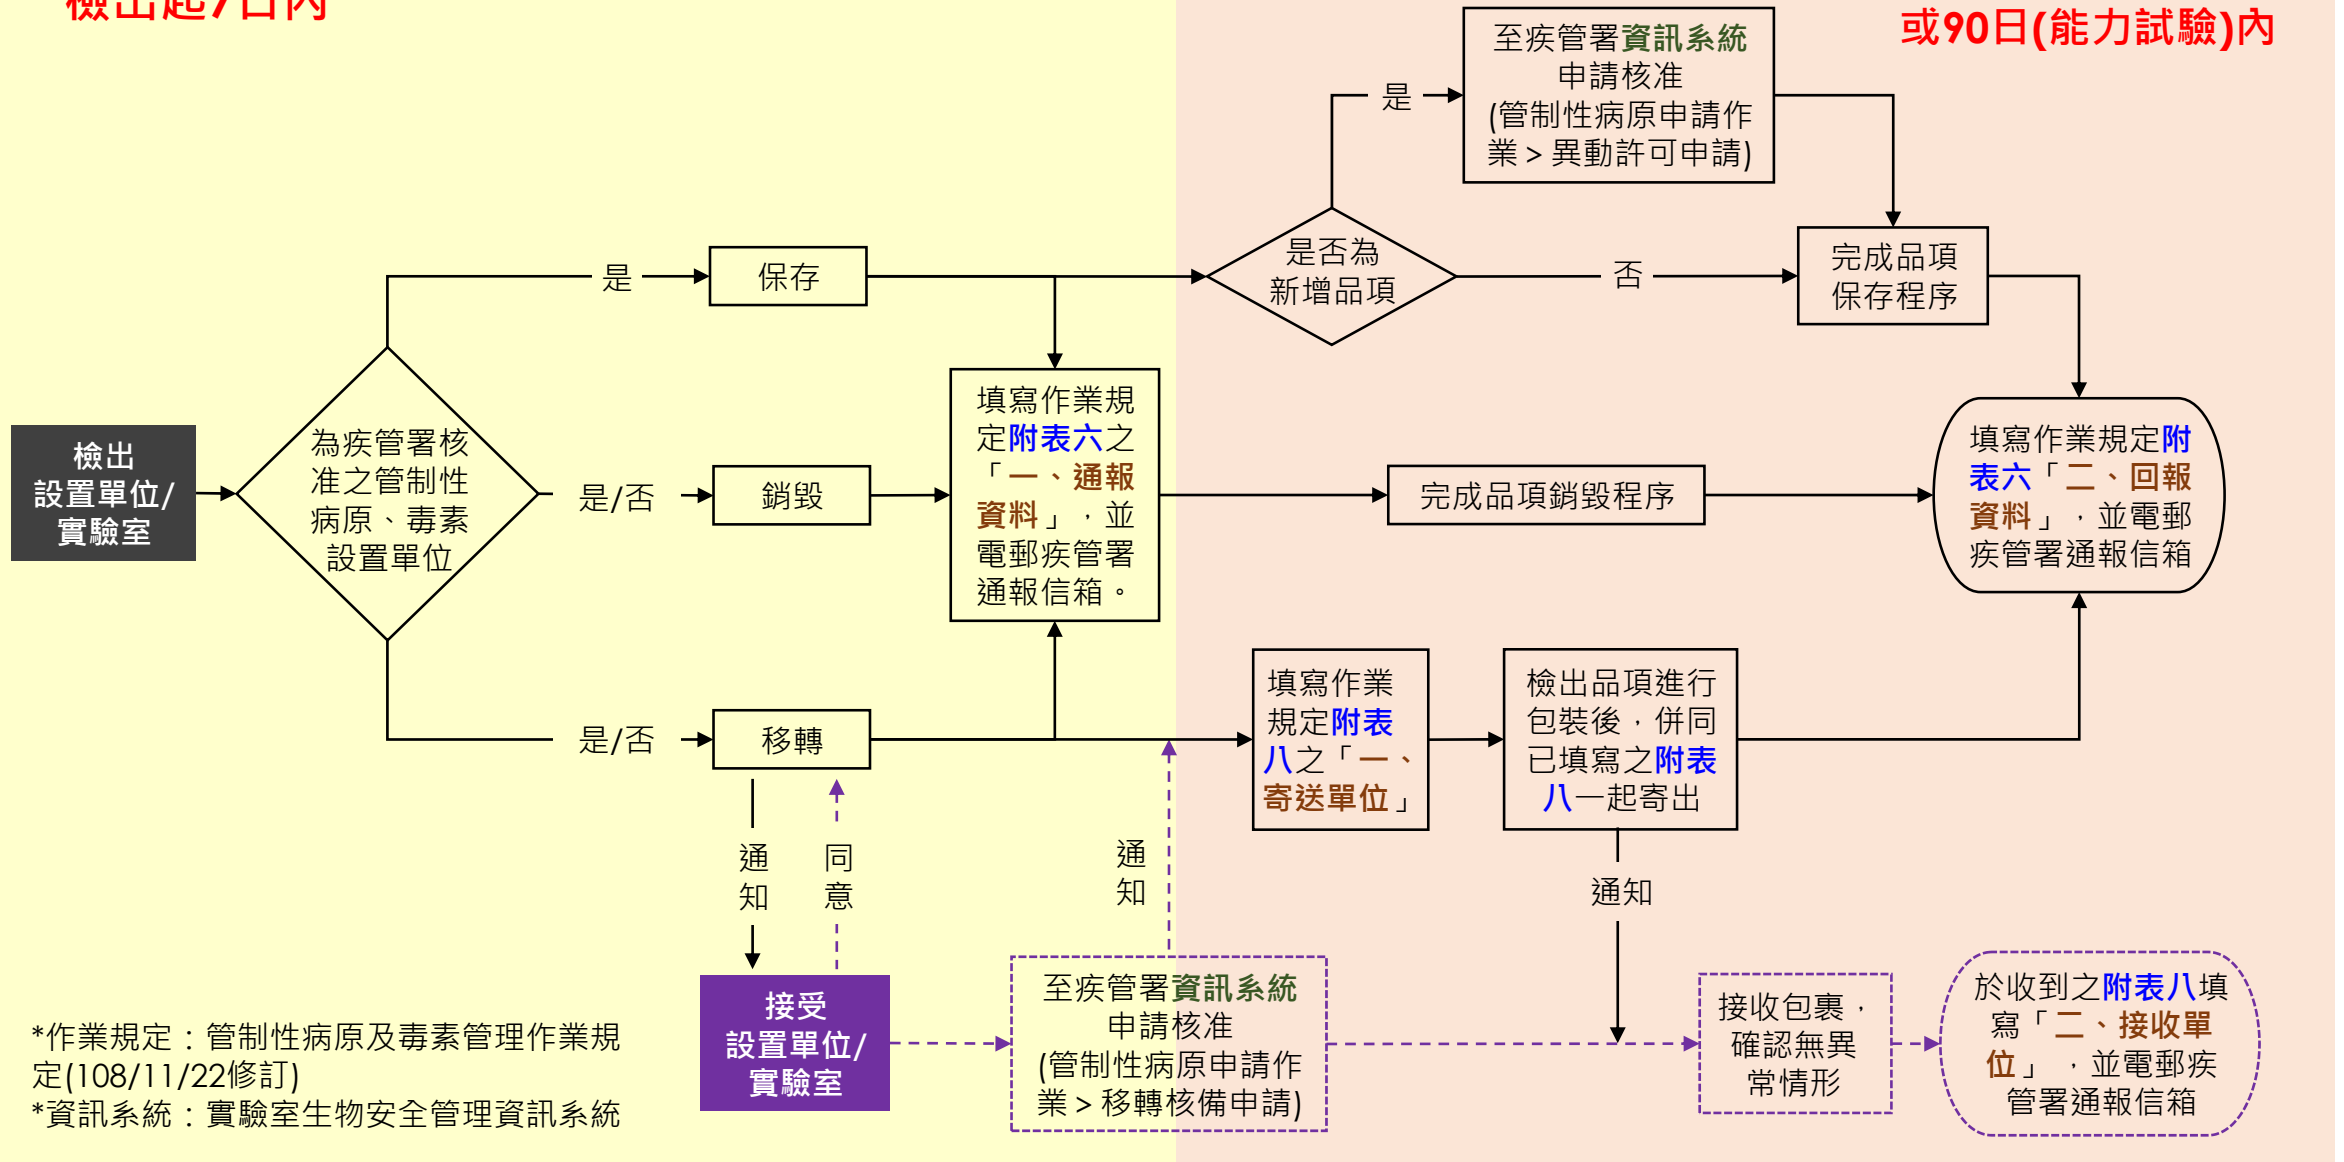 檢出起7日內
或90日(能力試驗)內
至疾管署資訊系統
申請核准
(管制性病原申請作
業 > 異動許可申請)
是
是否為
新增品項
否
完成品項
保存程序
是
保存
檢出
設置單位/
實驗室
為疾管署核
准之管制性
病原、毒素
設置單位
是/否
銷毀
填寫作業規
定附表六之
「一、通報
資料」，並
電郵疾管署
通報信箱。
完成品項銷毀程序
填寫作業規定附
表六「二、回報
資料」，並電郵
疾管署通報信箱
是/否
移轉
填寫作業
規定附表
八之「一、
寄送單位」
檢出品項進行
包裝後，併同
已填寫之附表
八一起寄出
通
知
同
意
通
知
通知
接受
設置單位/
實驗室
至疾管署資訊系統
申請核准
(管制性病原申請作
業 > 移轉核備申請)
接收包裹，
確認無異
常情形
於收到之附表八填
寫「二、接收單
位」 ，並電郵疾
管署通報信箱
*作業規定：管制性病原及毒素管理作業規
定(108/11/22修訂)
*資訊系統：實驗室生物安全管理資訊系統